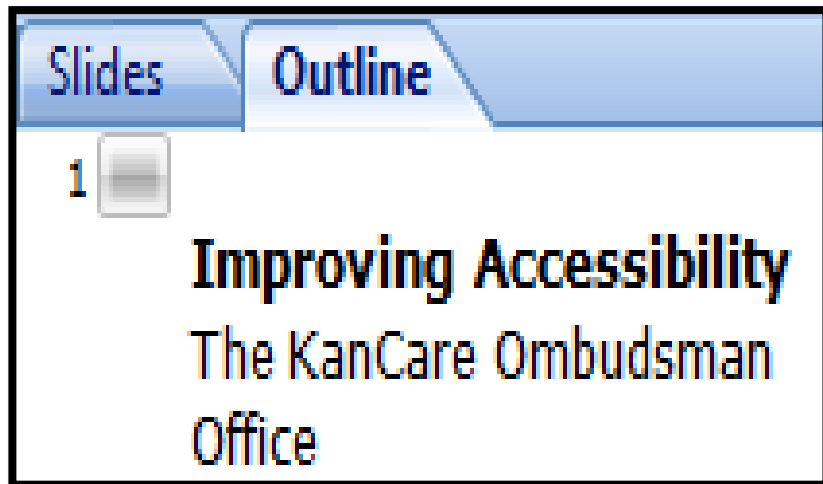 Slides Outline
1
Improving Accessibility
The KanCare Ombudsman
Office